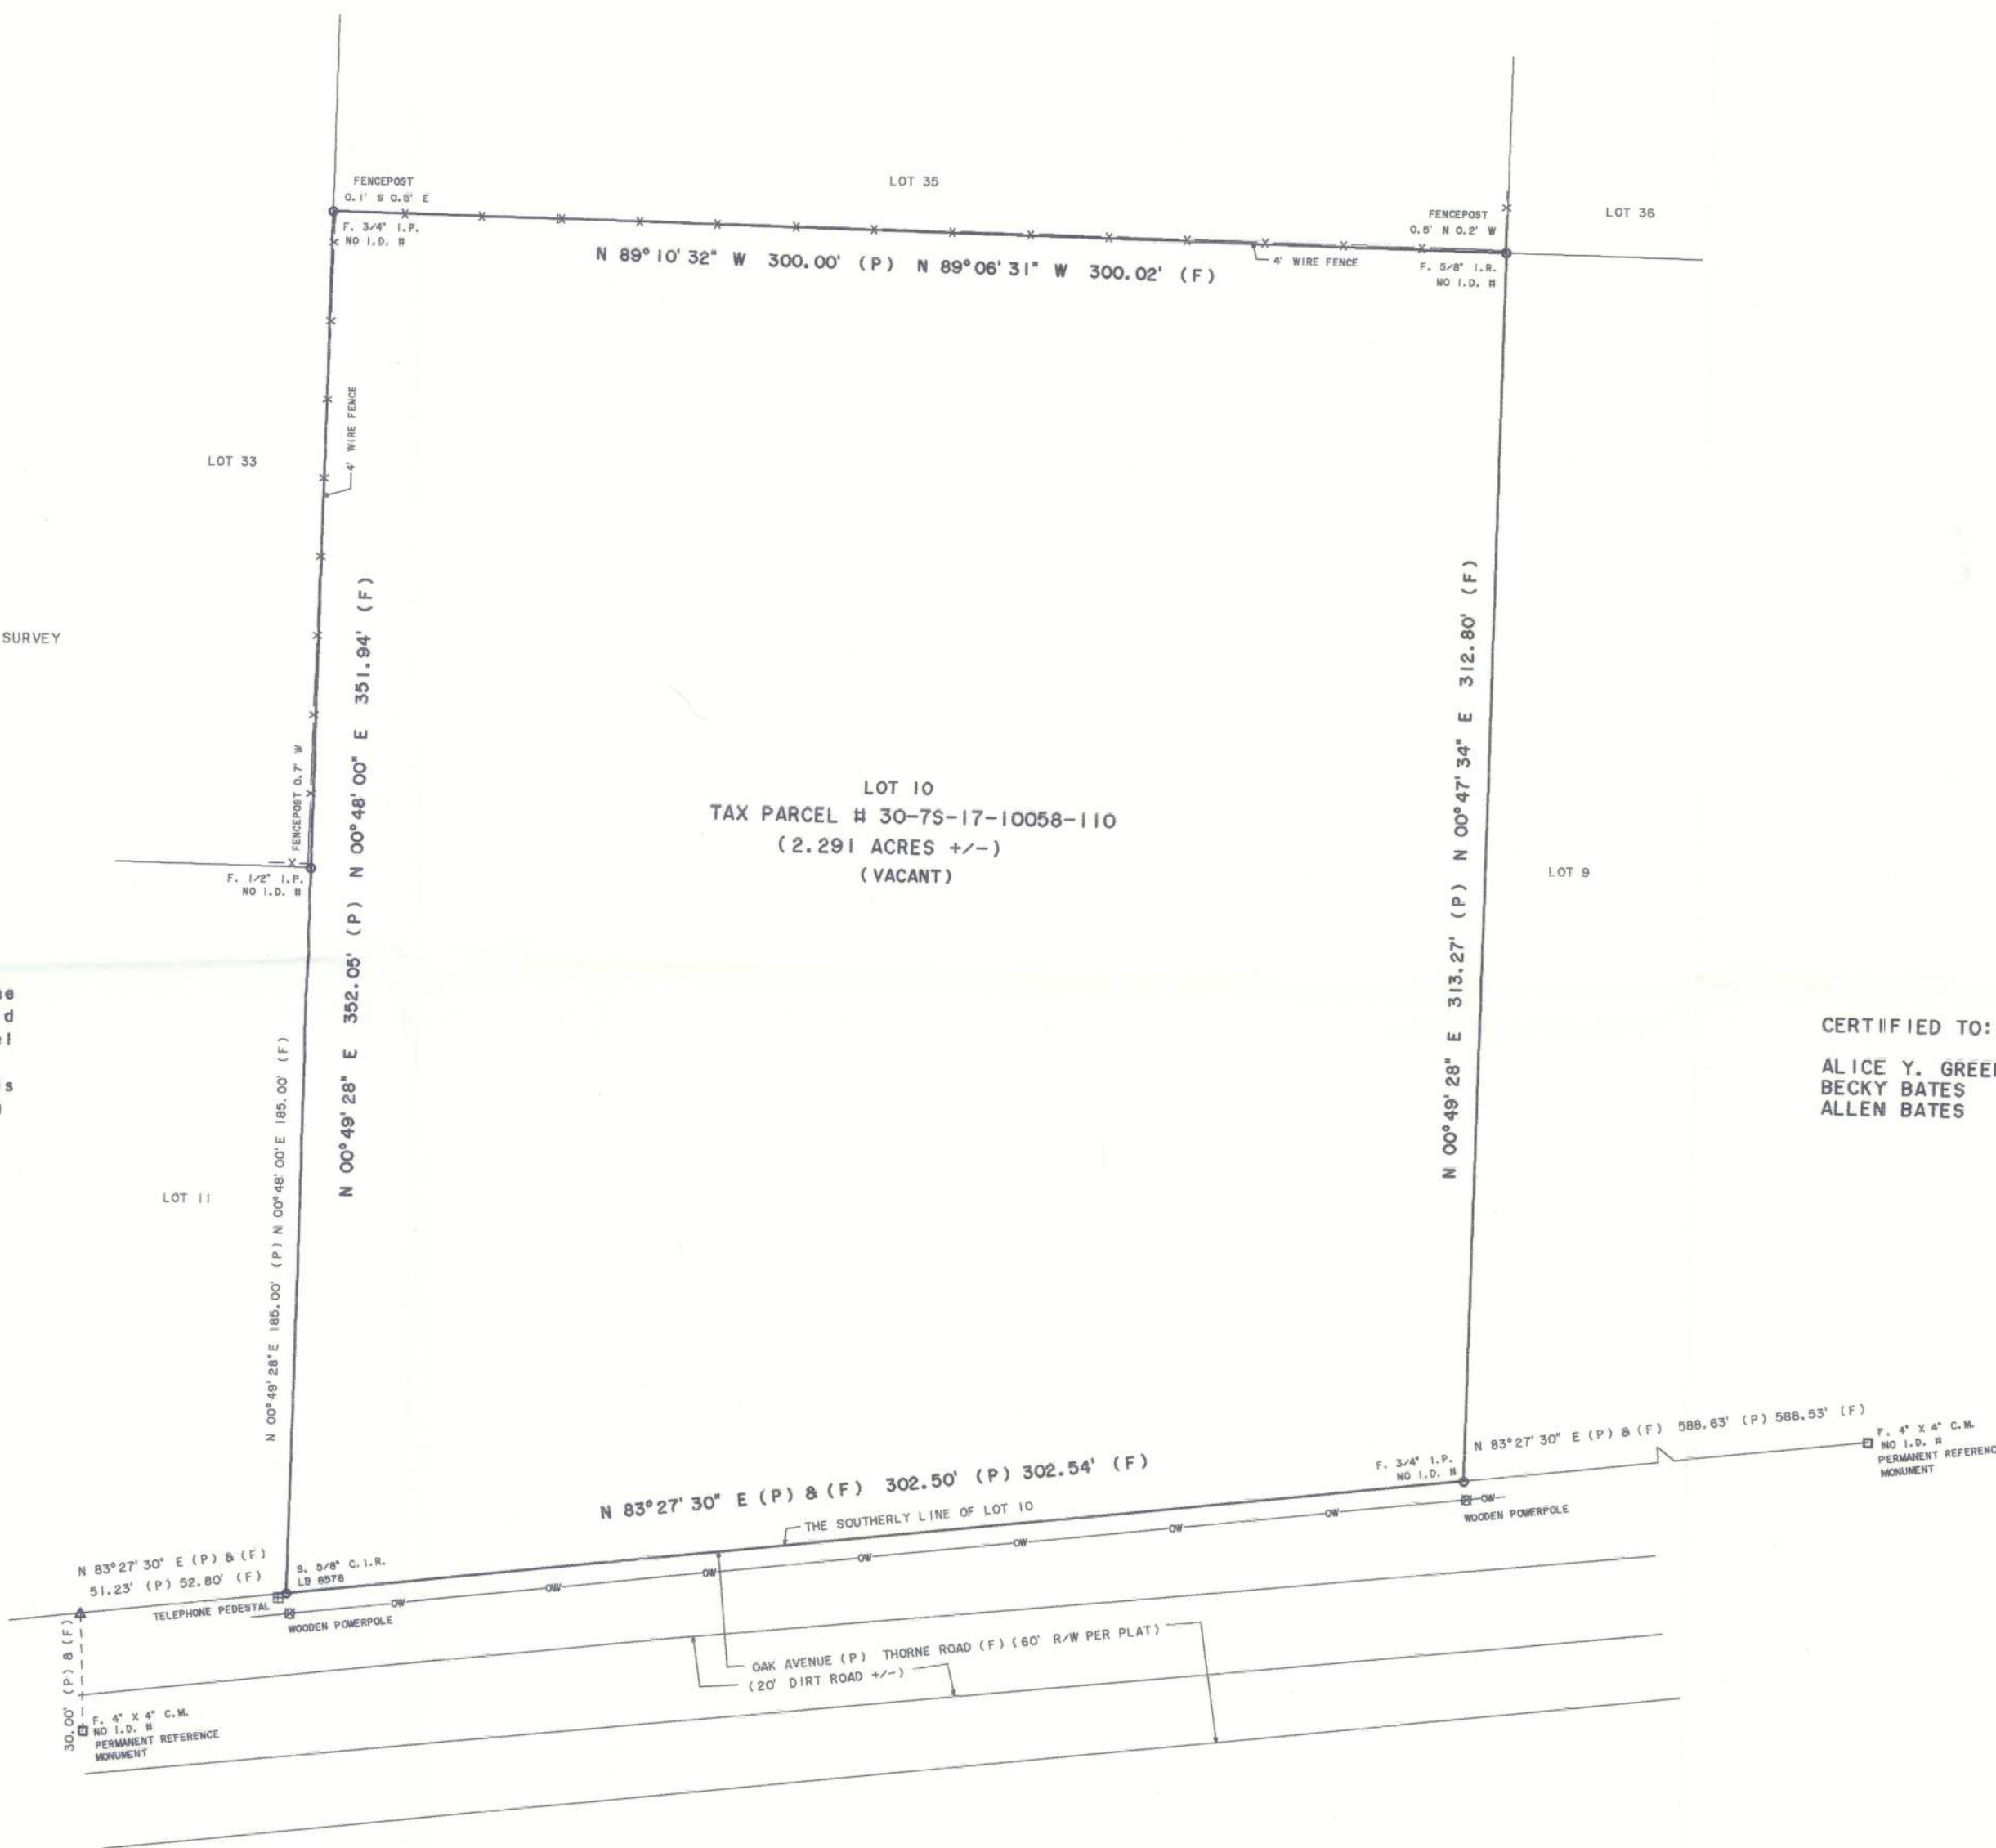 LOT 35
FENCEPOST
0.1' S 0.5' E
F. 3/4" I.P.
NO I.D. #
FENCEPOST
0.5' N 0.2' W
LOT 36
N 89°10'32" W 300.00' (P) N 89°06'31" W 300.02' (F)
4' WIRE FENCE
F. 5/8" I.R.
NO I.D. #
4' WIRE FENCE
LOT 33
SURVEY
N 00°49'28" E 352.05' (P) N 00°48'00" E 351.94' (F)
N 00°49'28" E 313.27' (P) N 00°47'34" E 312.80' (F)
FENCEPOST 0.7' W
F. 1/2" I.P.
NO I.D. #
LOT 10
TAX PARCEL # 30-7S-17-10058-110
(2.291 ACRES +/-)
(VACANT)
LOT 9
CERTIFIED TO:
ALICE Y.
BECKY BATES
ALLEN BATES
N 00°49'28" E 185.00' (P) N 00°48'00' E 185.00' (F)
LOT 11
N 83°27'30" E (P) & (F) 588.63' (P) 588.53' (F)
F. 4" X 4" C.M.
NO I.D. #
PERMANENT
MONUMENT
F. 3/4" I.P.
NO I.D. #
OW
WOODEN POWERPOLE
N 83°27'30" E (P) & (F) 302.50' (P) 302.54' (F)
THE SOUTHERLY LINE OF LOT 10
OW
OW
OW
OW
OW
OW
OW
N 83°27'30" E (P) & (F)
51.23' (P) 52.80' (F)
S. 5/8" C.I.R.
LB 6578
TELEPHONE PEDESTAL
WOODEN POWERPOLE
OAK AVENUE (P) THORNE ROAD (F) (60' R/W PER PLAT)
(20' DIRT ROAD +/-)
30.00' (P) & (F)
F. 4" X 4" C.M.
NO I.D. #
PERMANENT REFERENCE
MONUMENT